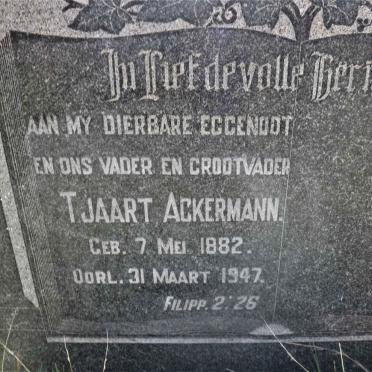 In Liefdevolle
AAN MY DIERBARE EGGENOOT
EN ONS VADER EN GROOTVADER
TJAART ACKERMANN.
GEB. 7 MEI 1882.
OORL. 31 MAART 1947.
FILIPP. 2:26